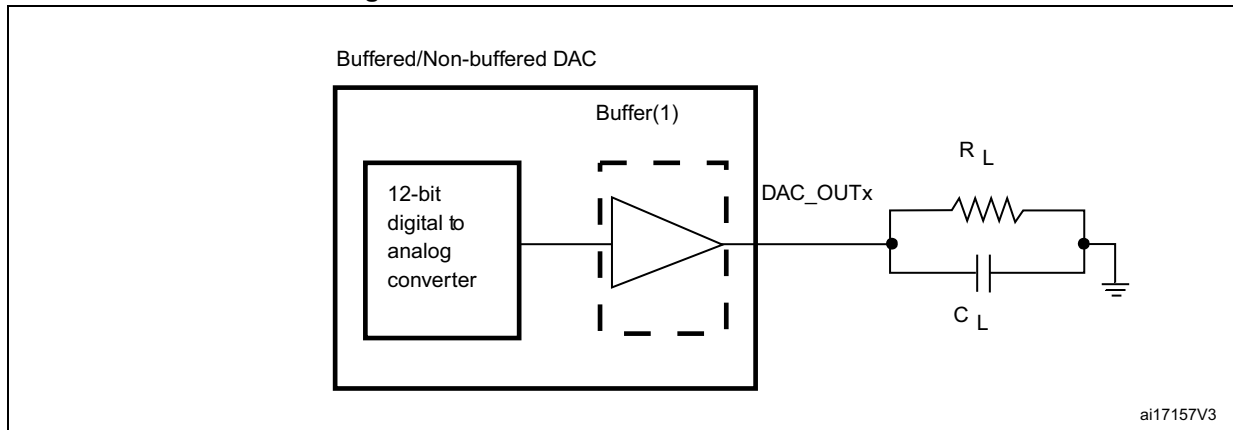 Buffered/Non-buffered DAC
Buffer(1)
12-bit
digital to
analog
converter
DAC_OUTx
R L
C L
ai17157V3